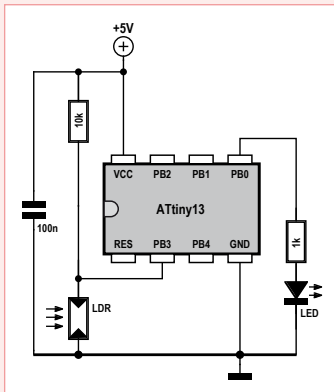 +5V
10k
VCC PB2 PB1 PB0
ATtiny13
100n
RES PB3 PB4 GND
1k
LDR
LED